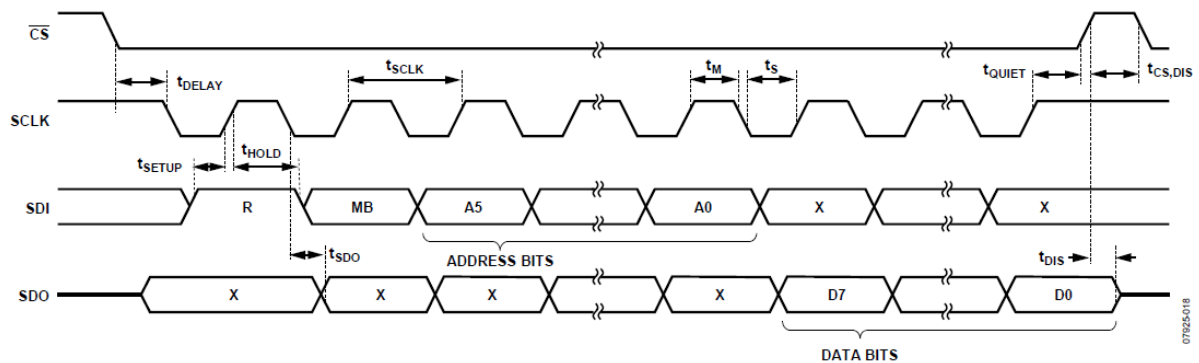 CS
tDELAY
tSCLK
tM
tS
tQUIET
tCS,DIS
SCLK
tSETUP
tHOLD
SDI
R
MB
A5
A0
X
X
tSDO
ADDRESS BITS
tDIS
SDO
X
X
X
X
D7
D0
DATA BITS
07925-018